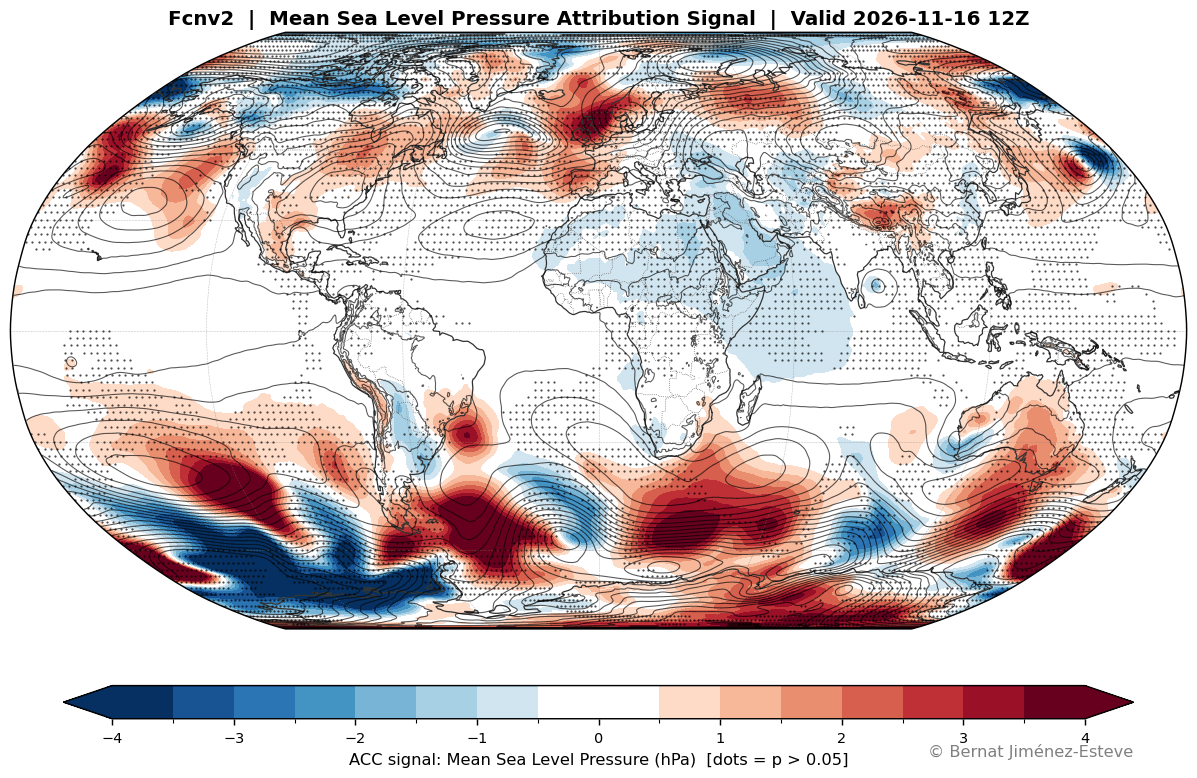 Fcnv2 | Mean Sea Level Pressure Attribution Signal | Valid 2026-11-16 12Z
−4 −3 −2 −1 0 1 2 3 4
ACC signal: Mean Sea Level Pressure (hPa) [dots = p > 0.05]
© Bernat Jiménez-Esteve